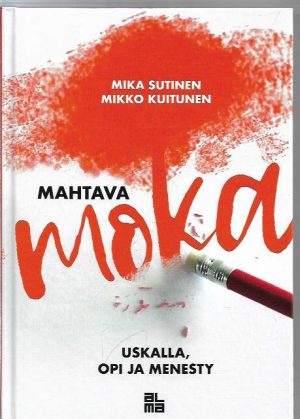 MIKA SUTINEN
MIKKO KUITUNEN
MAHTAVA
moka
USKALLA,
OPI JA MENESTY
ALMA